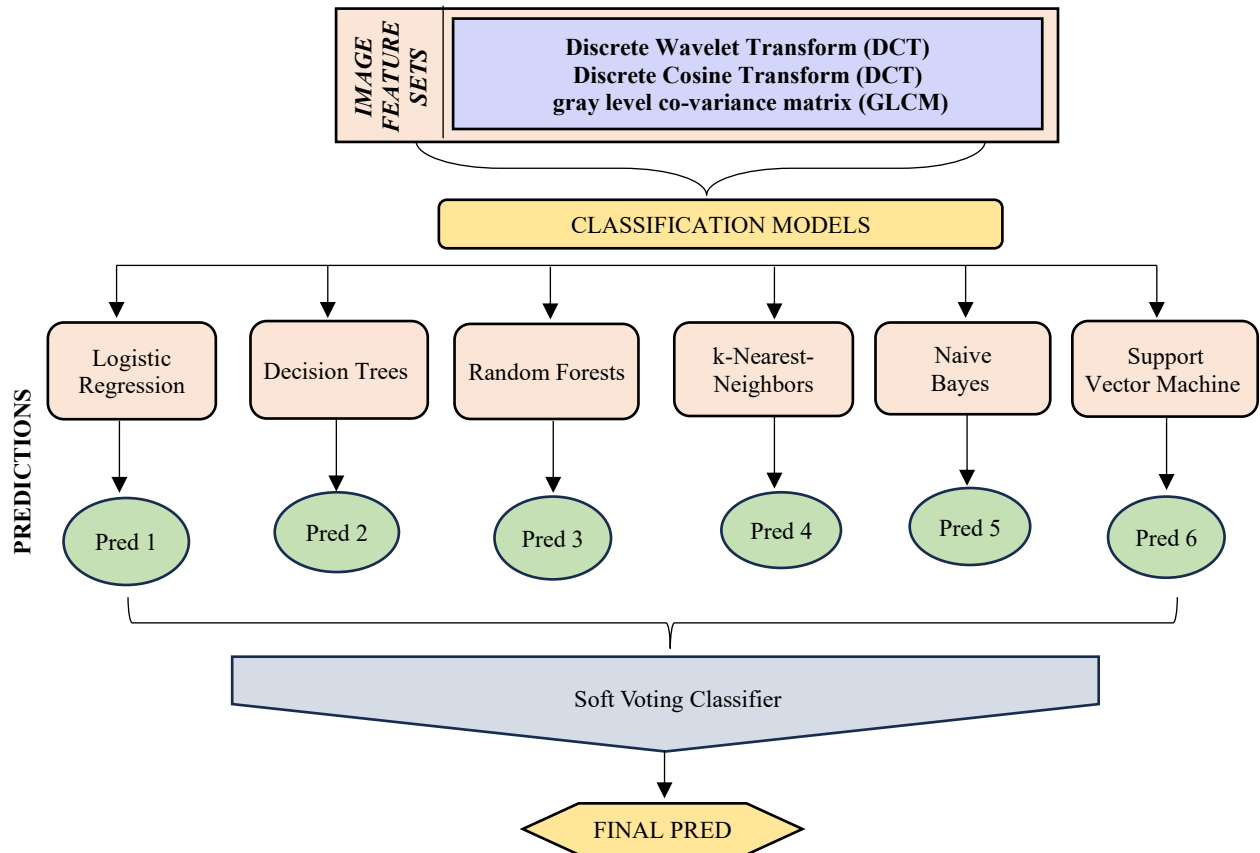 IMAGE
FEATURE
SETS
Discrete Wavelet Transform (DCT)
Discrete Cosine Transform (DCT)
gray level co-variance matrix (GLCM)
CLASSIFICATION MODELS
Logistic
Regression
Decision Trees
Random Forests
k-Nearest-
Neighbors
Naive
Bayes
Support
Vector Machine
PREDICTIONS
Pred 1
Pred 2
Pred 3
Pred 4
Pred 5
Pred 6
Soft Voting Classifier
FINAL PRED